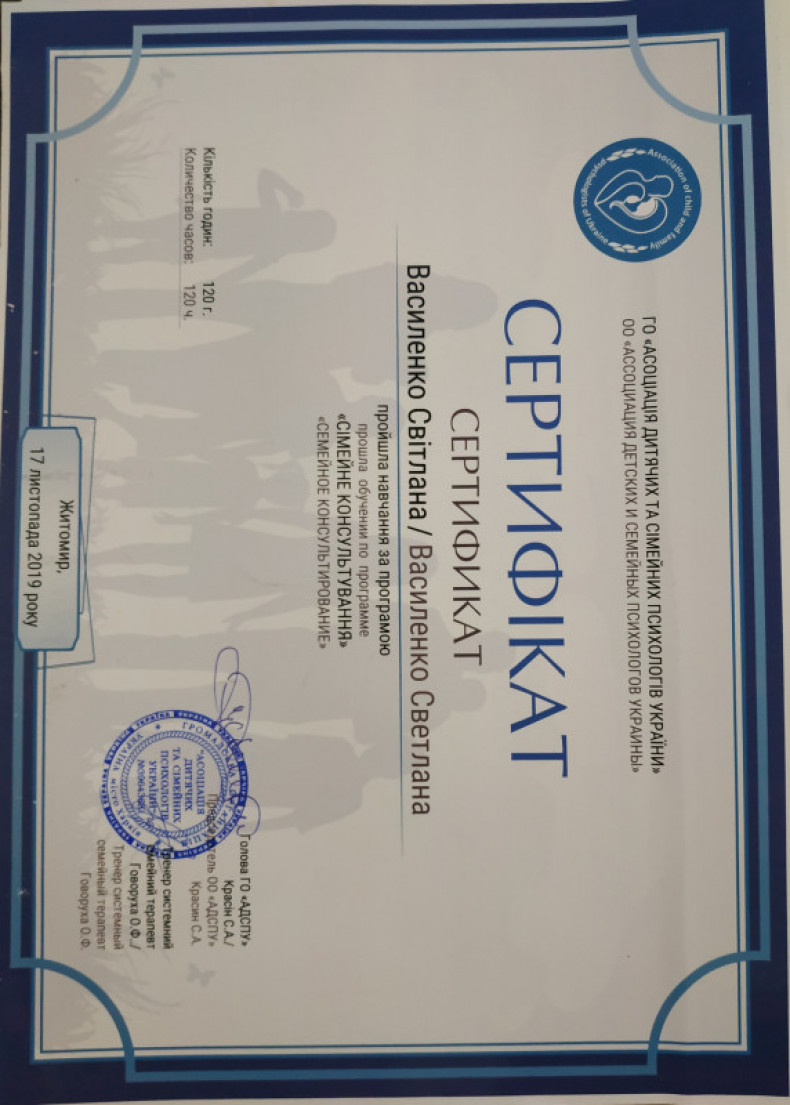 Association of child and family psychologists of Ukraine
ГО «АСОЦІАЦІЯ ДИТЯЧИХ ТА СІМЕЙНИХ ПСИХОЛОГІВ УКРАЇНИ»
ОО «АССОЦИАЦИЯ ДЕТСКИХ И СЕМЕЙНЫХ ПСИХОЛОГОВ УКРАИНЫ»
СЕРТИФІКАТ
СЕРТИФИКАТ
Василенко Світлана / Василенко Светлана
пройшла навчання за програмою
прошла обучении по программе
«СІМЕЙНЕ КОНСУЛЬТУВАННЯ»
«СЕМЕЙНОЕ КОНСУЛЬТИРОВАНИЕ»
Кількість годин: 120 г.
Количество часов: 120 ч.
Голова ГО «АДСПУ»
Красін С.А./
ОО «АДСПУ»
Красин С.А.
Тренер системний
сімейний терапевт
Говоруха О.Ф./
Тренер системный
семейный терапевт
Говоруха О.Ф.
АСОЦІАЦІЯ
ДИТЯЧИХ
ТА СІМЕЙНИХ
ПСИХОЛОГІВ
УКРАЇНИ
Житомир,
17 листопада 2019 року